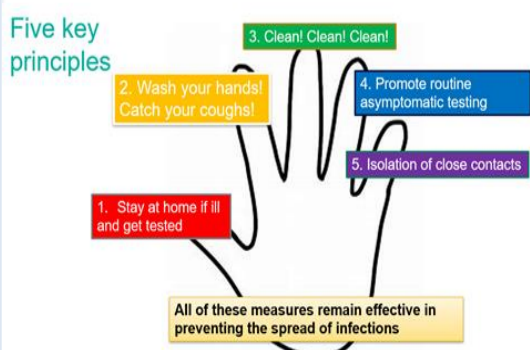 Five key
principles
3. Clean! Clean! Clean!
2. Wash your hands!
Catch your coughs!
4. Promote routine
asymptomatic testing
5. Isolation of close contacts
1. Stay at home if ill
and get tested
All of these measures remain effective in
preventing the spread of infections